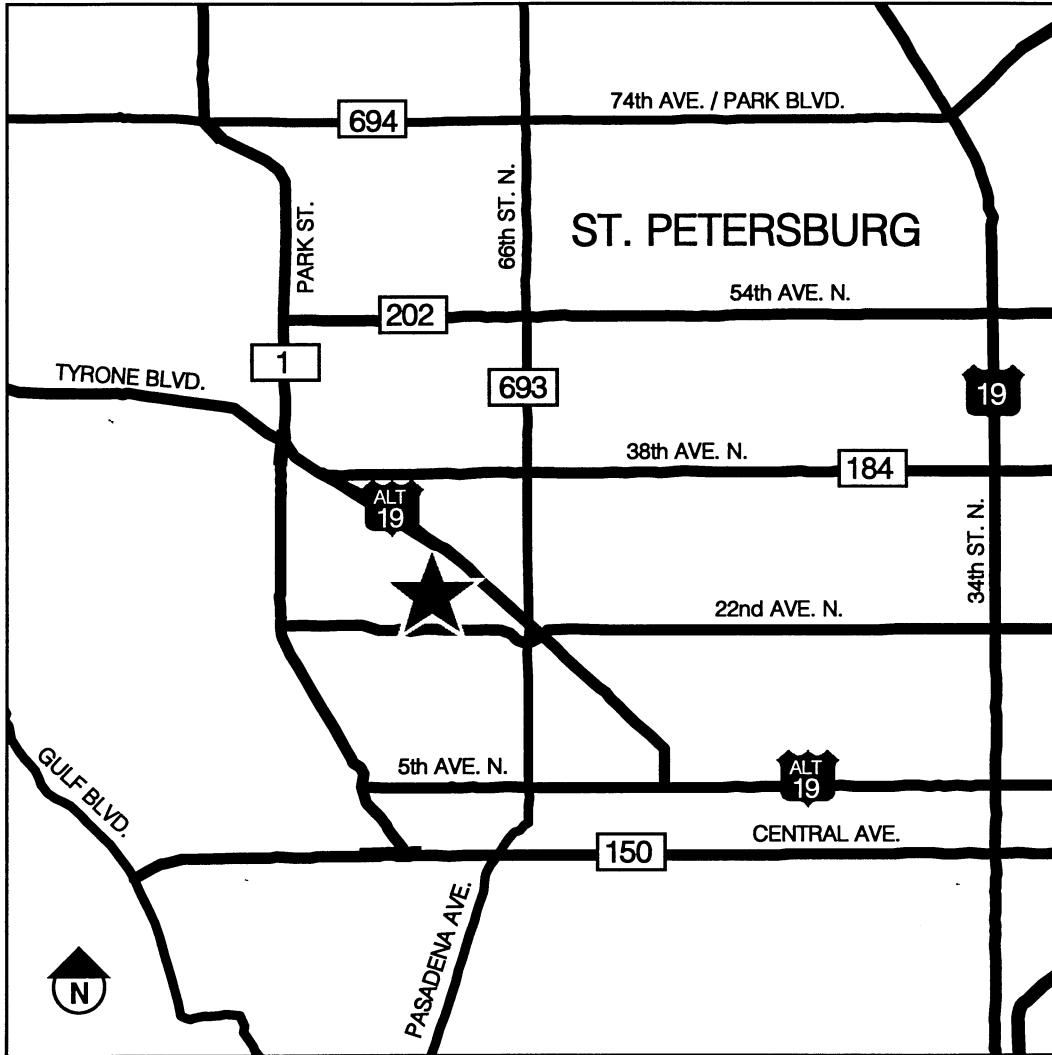 74th AVE. / PARK BLVD.
694
66th ST. N.
PARK ST.
ST. PETERSBURG
54th AVE. N.
202
1
TYRONE BLVD.
693
19
38th AVE. N.
184
ALT
19
34th ST. N.
22nd AVE. N.
GULF BLVD.
5th AVE. N.
ALT
19
CENTRAL AVE.
150
PASADENA AVE.
N